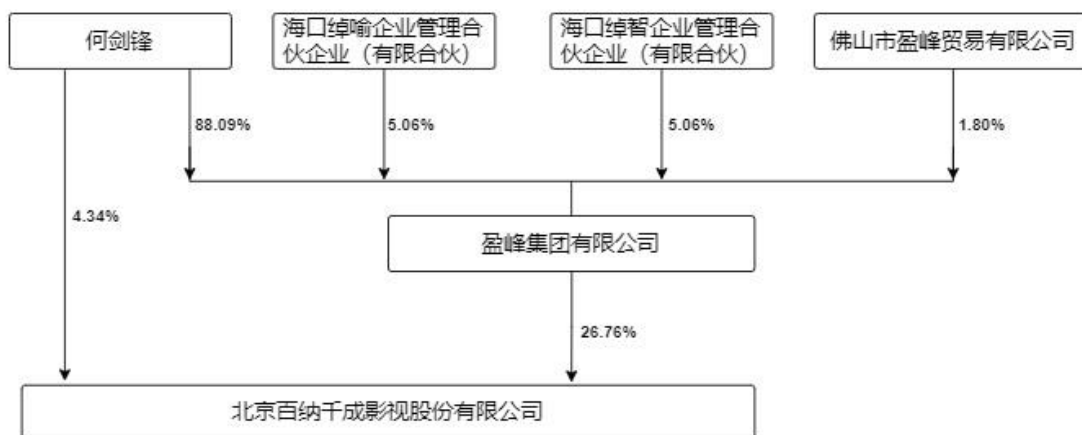 何剑锋
海口绰喻企业管理合
伙企业（有限合伙）
海口绰智企业管理合
伙企业（有限合伙）
佛山市盈峰贸易有限公司
88.09%
5.06%
5.06%
1.80%
4.34%
盈峰集团有限公司
26.76%
北京百纳千成影视股份有限公司